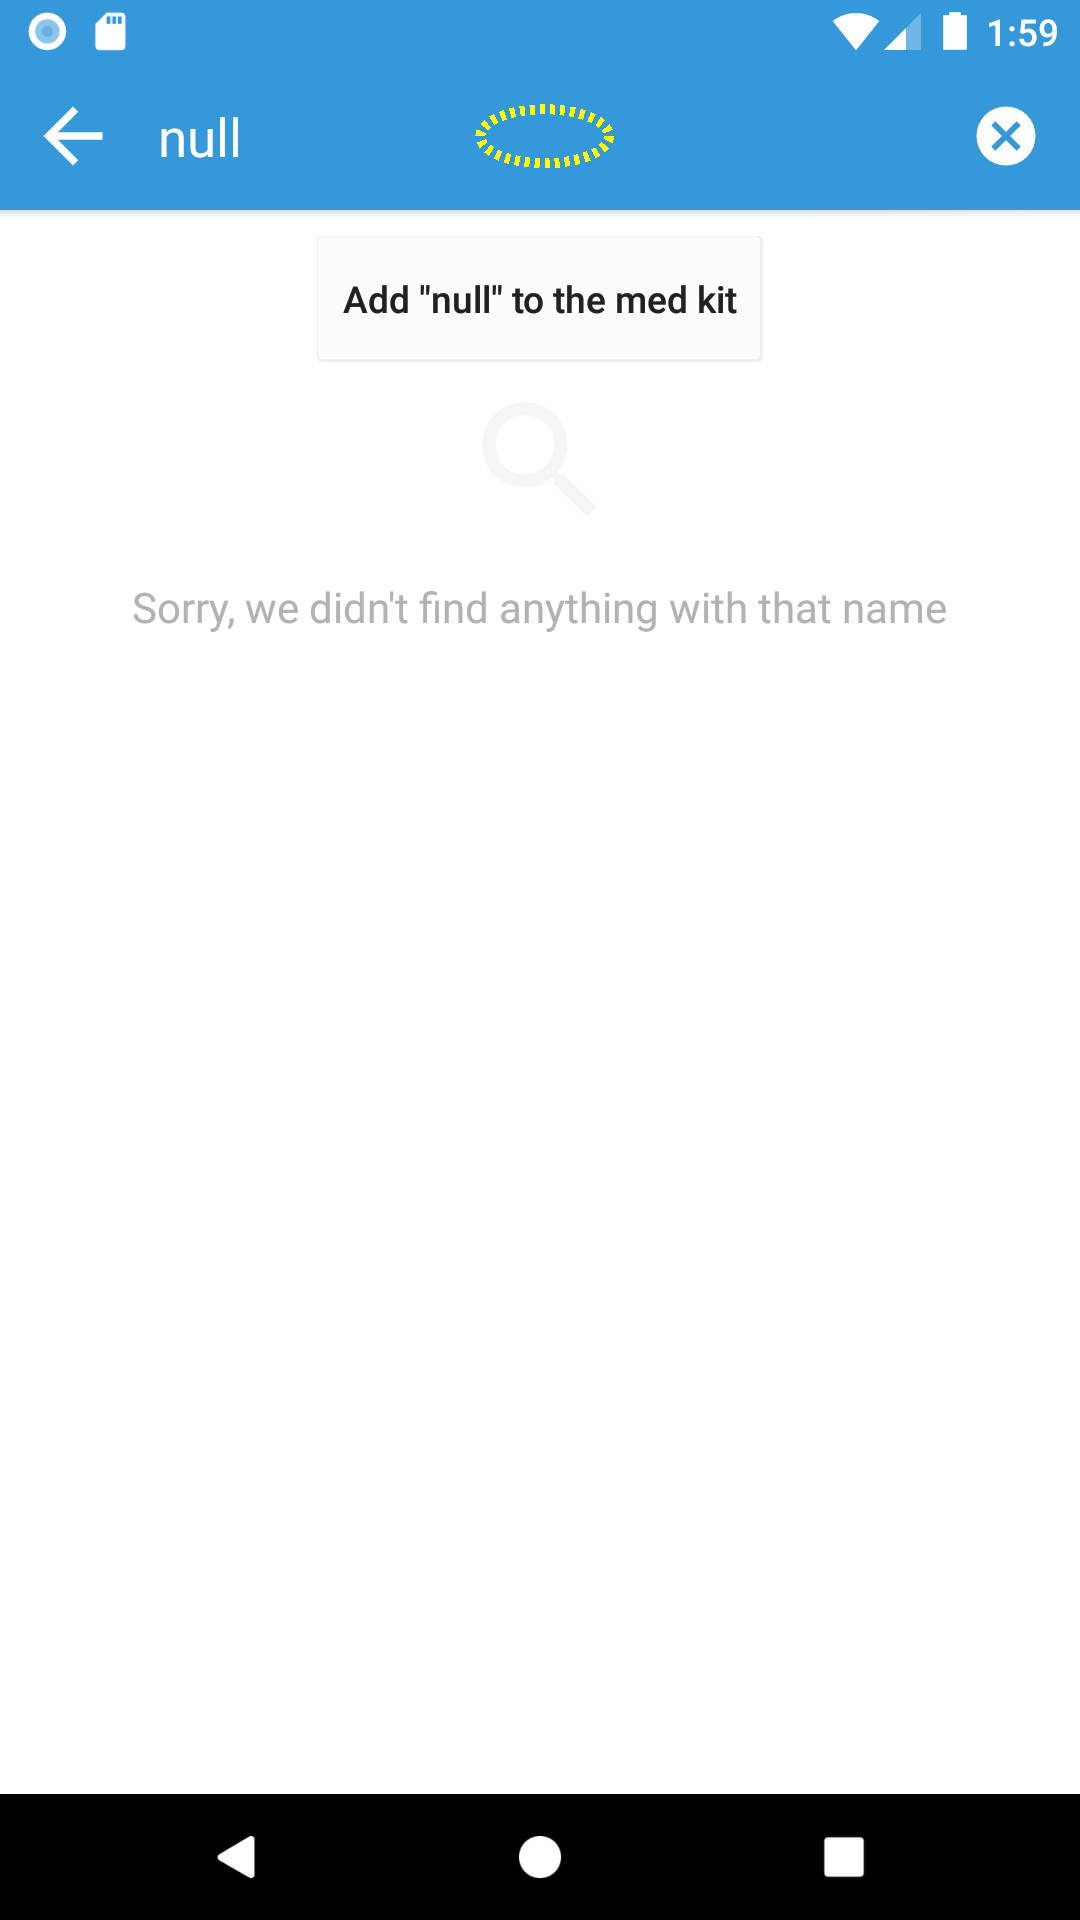 1:59
null
Add "null" to the med kit
Sorry, we didn't find anything with that name